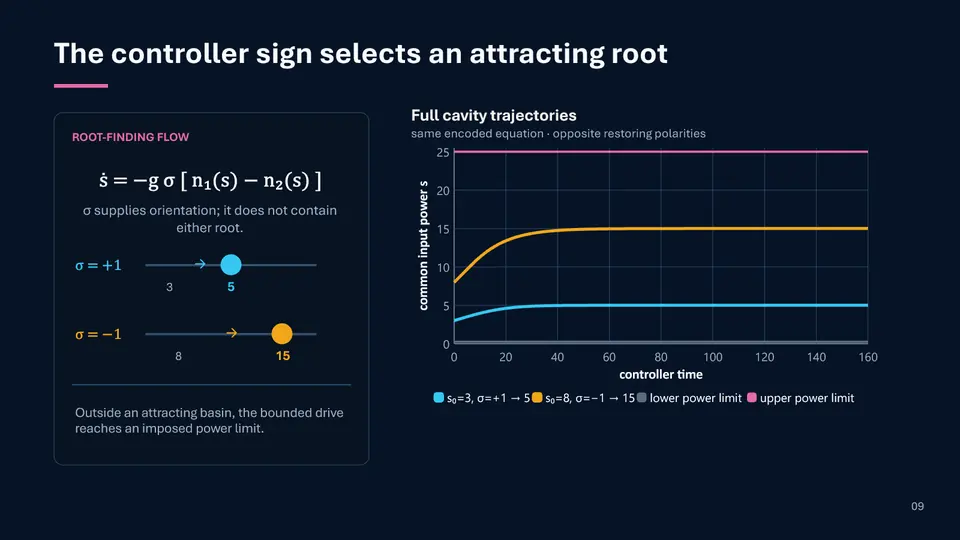 The controller sign selects an attracting root
ROOT-FINDING FLOW
ṡ = −g σ [ n₁(s) − n₂(s) ]
σ supplies orientation; it does not contain
either root.
σ = +1
→
3
5
σ = −1
→
8
15
Outside an attracting basin, the bounded drive
reaches an imposed power limit.
Full cavity trajectories
same encoded equation · opposite restoring polarities
common input power s
25
20
15
10
5
0
0 20 40 60 80 100 120 140 160
controller time
s₀=3, σ=+1 → 5 s₀=8, σ=−1 → 15 lower power limit upper power limit
09